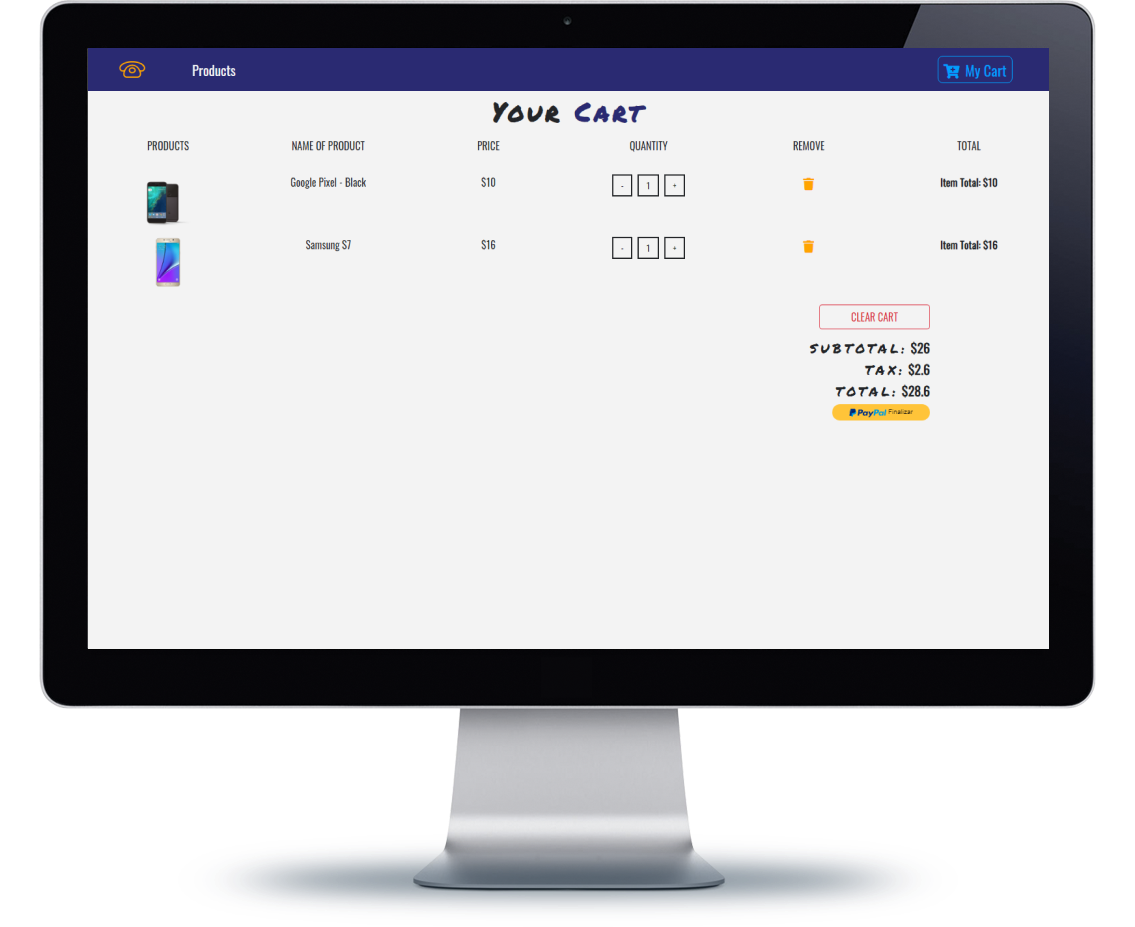 Products
My Cart
Your Cart
PRODUCTS NAME OF PRODUCT PRICE QUANTITY REMOVE TOTAL
Google Pixel - Black $10 - 1 + Item Total: $10
Samsung S7 $16 - 1 + Item Total: $16
CLEAR CART
SUBTOTAL: $26
TAX: $2.6
TOTAL: $28.6
PayPal Finalizar